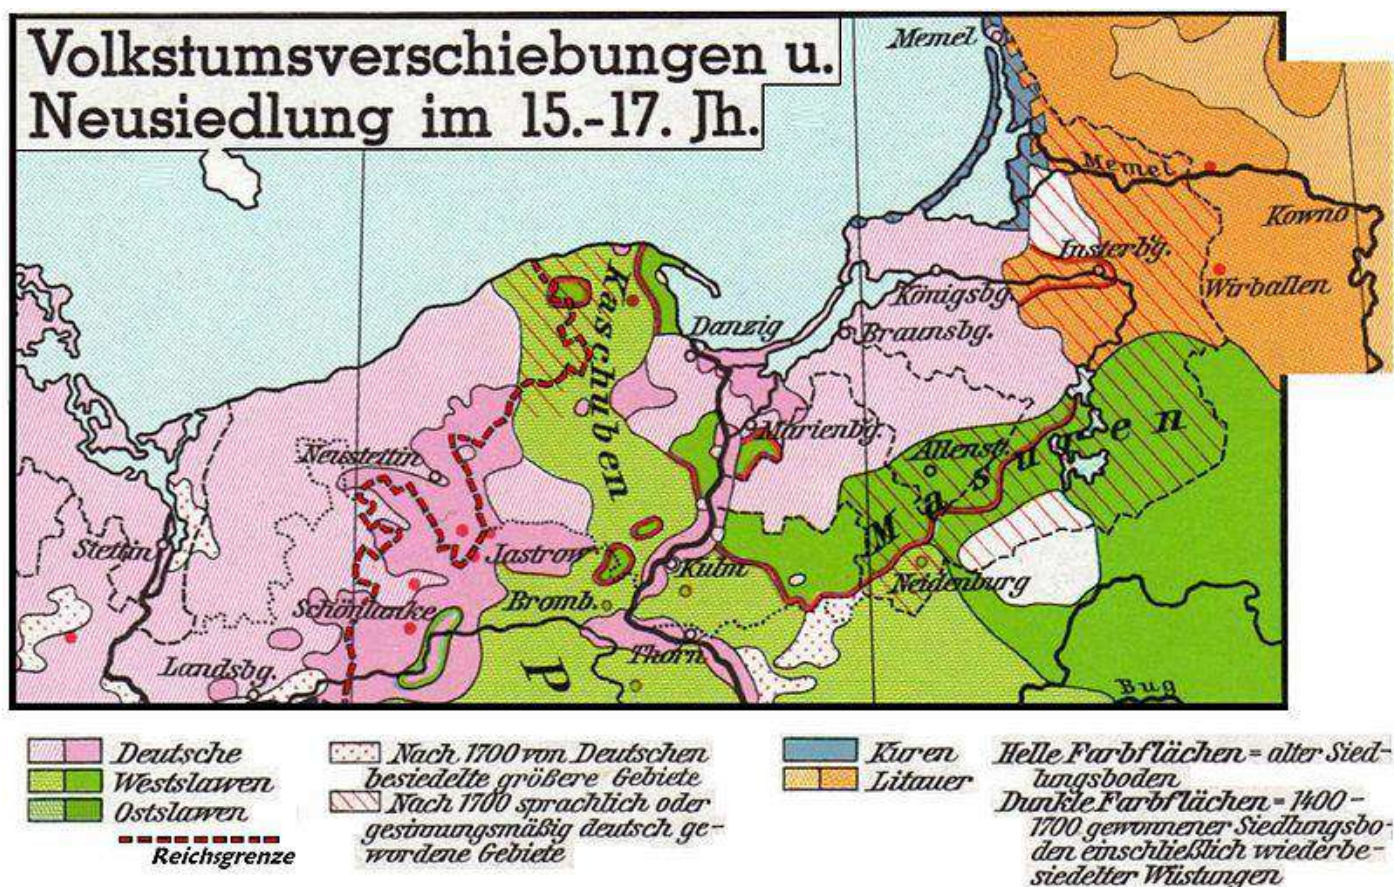 Volkstumsverschiebungen u.
Neusiedlung im 15.-17. Jh.
Memel
Memel
Kowno
Insterbg.
Wirballen
Königsbg.
Braunsbg.
Danzig
Kaschuben
Marienbg.
Allenst.
Masuren
Neustettin
Stettin
Jastrow
Kulm
Neidenburg
Schönlanke
Bromb.
Thorn
Landsbg.
P
Bug
Deutsche
Westslawen
Ostslawen
Reichsgrenze
Nach 1700 von Deutschen
besiedelte größere Gebiete
Nach 1700 sprachlich oder
gesinnungsmäßig deutsch ge-
wordene Gebiete
Kuren
Litauer
Helle Farbflächen = alter Sied-
lungsboden
Dunkle Farbflächen = 1400-
1700 gewonnener Siedlungsbo-
den einschließlich wiederbe-
siedelter Wüstungen